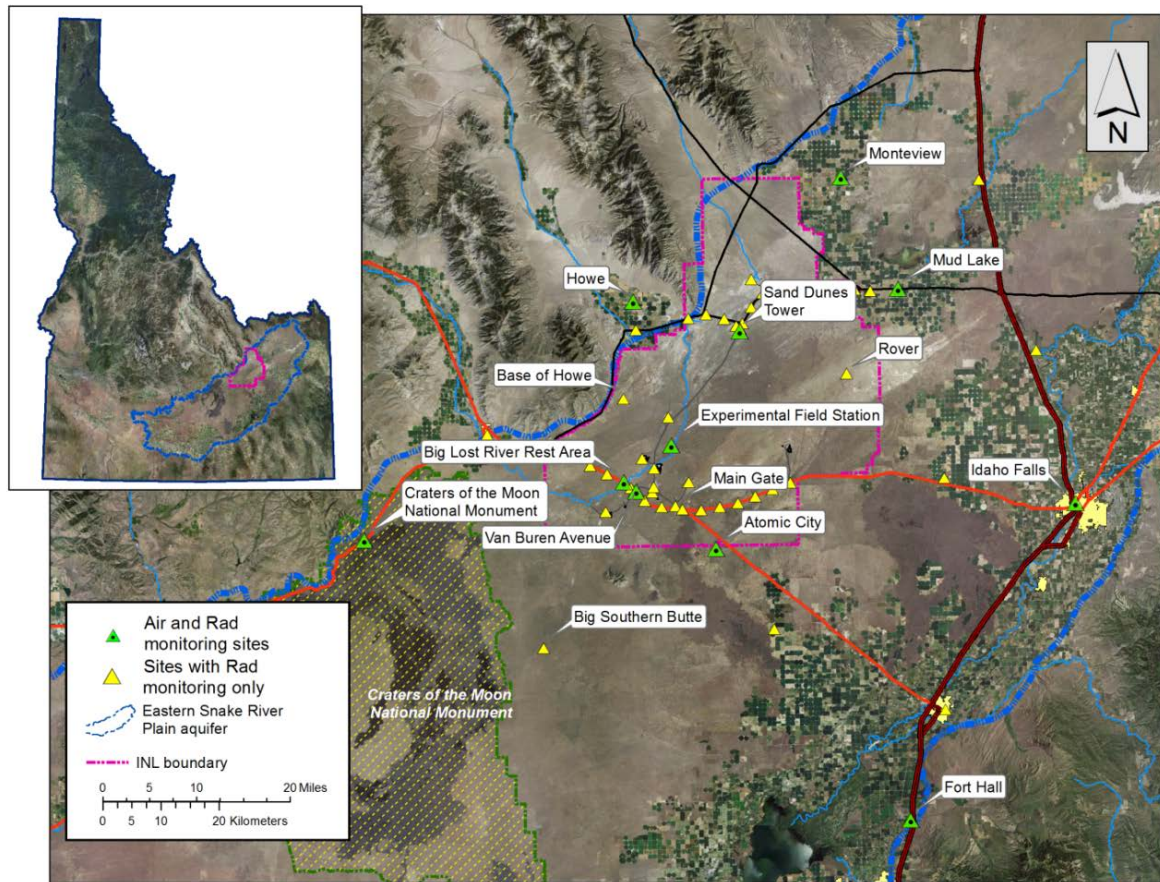 N
Monteview
Mud Lake
Howe
Sand Dunes
Tower
Rover
Base of Howe
Experimental Field Station
Big Lost River Rest Area
Idaho Falls
Main Gate
Craters of the Moon
National Monument
Van Buren Avenue
Atomic City
Big Southern Butte
Craters of the Moon
National Monument
Fort Hall
Air and Rad
monitoring sites
Sites with Rad
monitoring only
Eastern Snake River
Plain aquifer
INL boundary
0 5 10 20 Miles
0 5 10 20 Kilometers